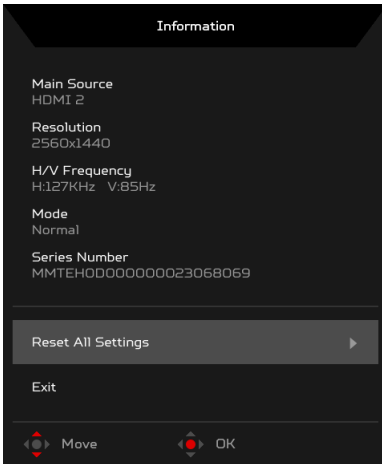 Information
Main Source
HDMI 2
Resolution
2560x1440
H/V Frequency
H:127KHz V:85Hz
Mode
Normal
Series Number
MMTEH0D000000023068069
Reset All Settings
Exit
Move OK